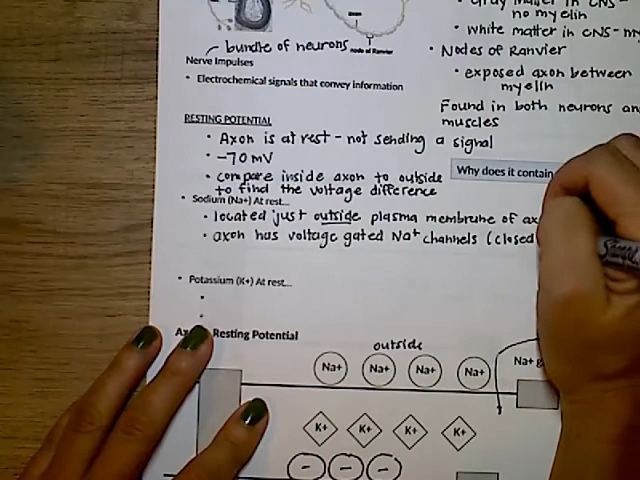 no myelin
• white matter in CNS- my
• Nodes of Ranvier
• exposed axon between
myelin
Found in both neurons and
muscles
bundle of neurons
Node of Ranvier
Nerve Impulses
• Electrochemical signals that convey information
RESTING POTENTIAL
• Axon is at rest - not sending a signal
• -70 mV
• compare inside axon to outside
to find the voltage difference
Why does it contain
• Sodium (Na+) At rest...
• located just outside plasma membrane of ax
• axon has voltage gated Na+ channels (closed
• Potassium (K+) At rest...
Resting Potential
outside
Na+ Na+ Na+ Na+ Na+
K+ K+ K+ K+
- - -